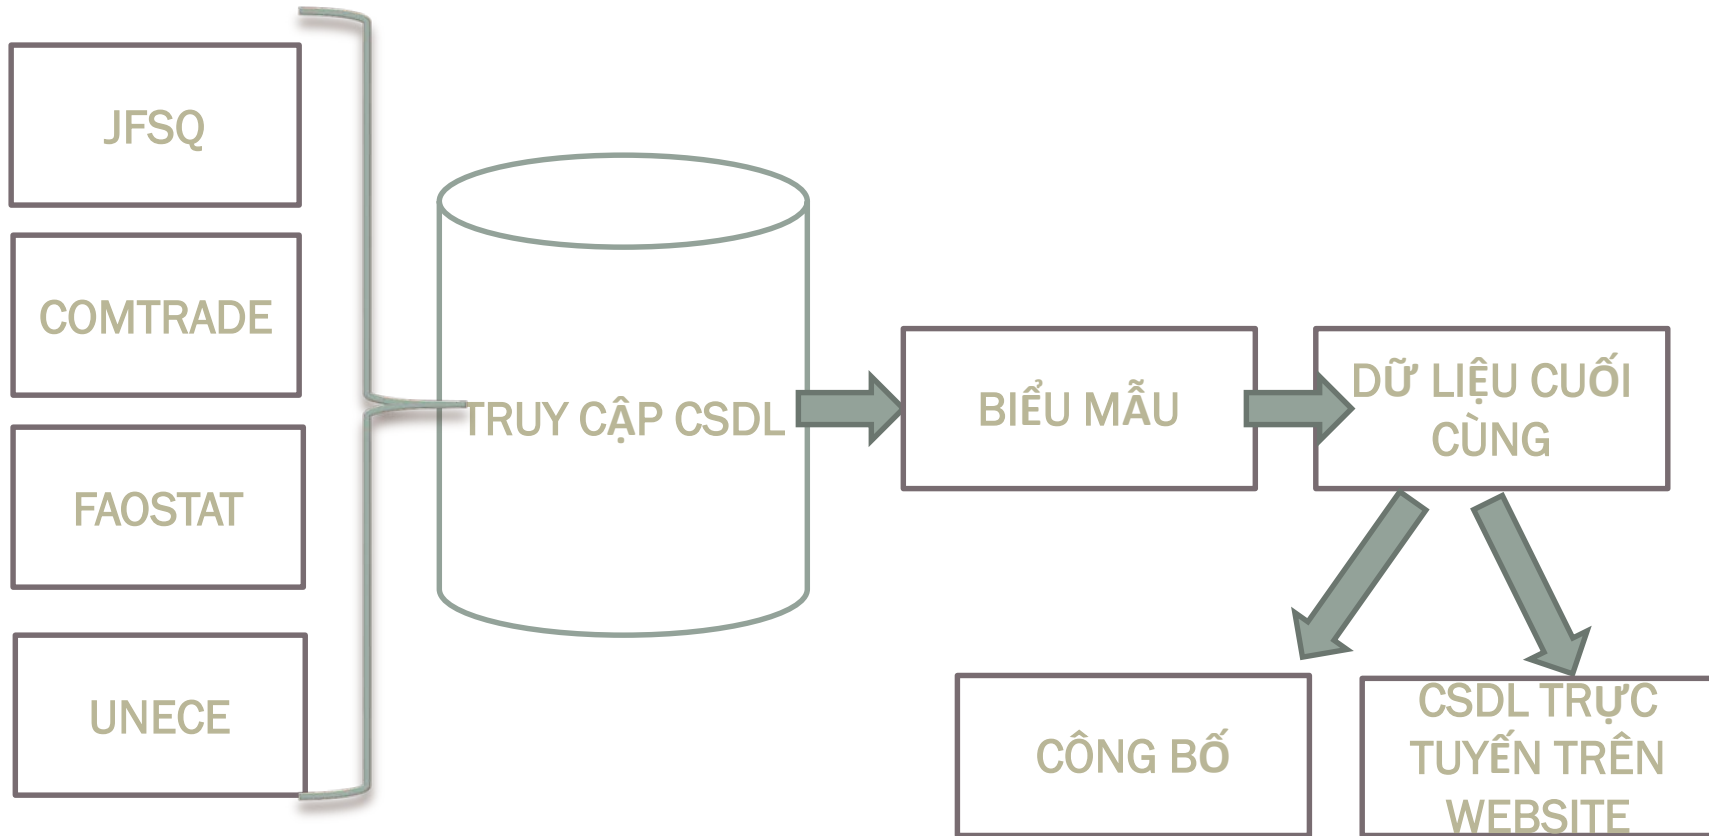 JFSQ
COMTRADE
FAOSTAT
UNECE
TRUY CẬP CSDL
BIỂU MẪU
DỮ LIỆU CUỐI
CÙNG
CÔNG BỐ
CSDL TRỰC
TUYẾN TRÊN
WEBSITE